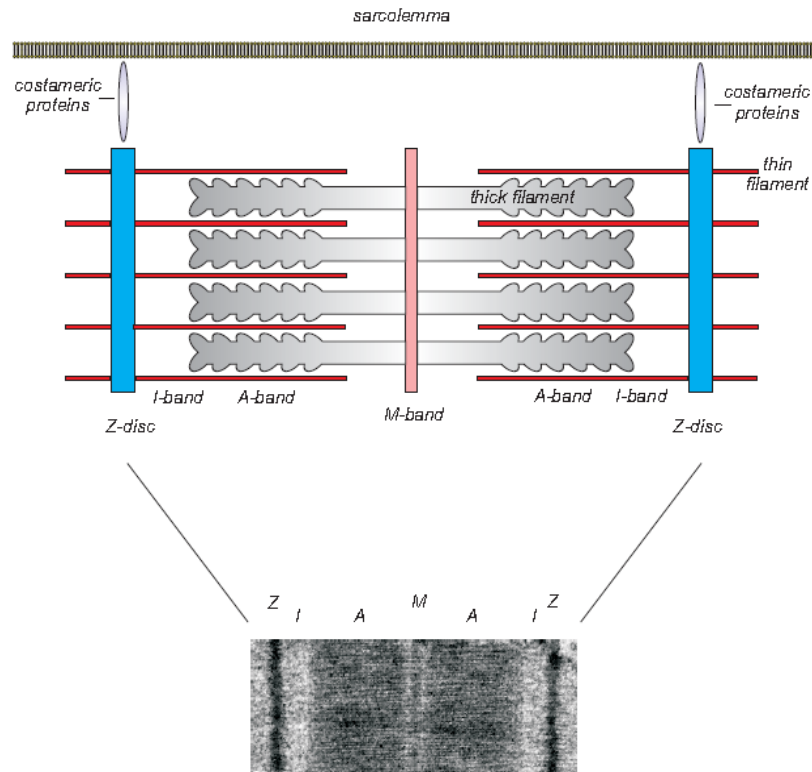 sarcolemma
costameric
proteins
costameric
proteins
thin
filament
thick filament
I-band
A-band
M-band
A-band
I-band
Z-disc
Z-disc
Z
I
A
M
A
I
Z